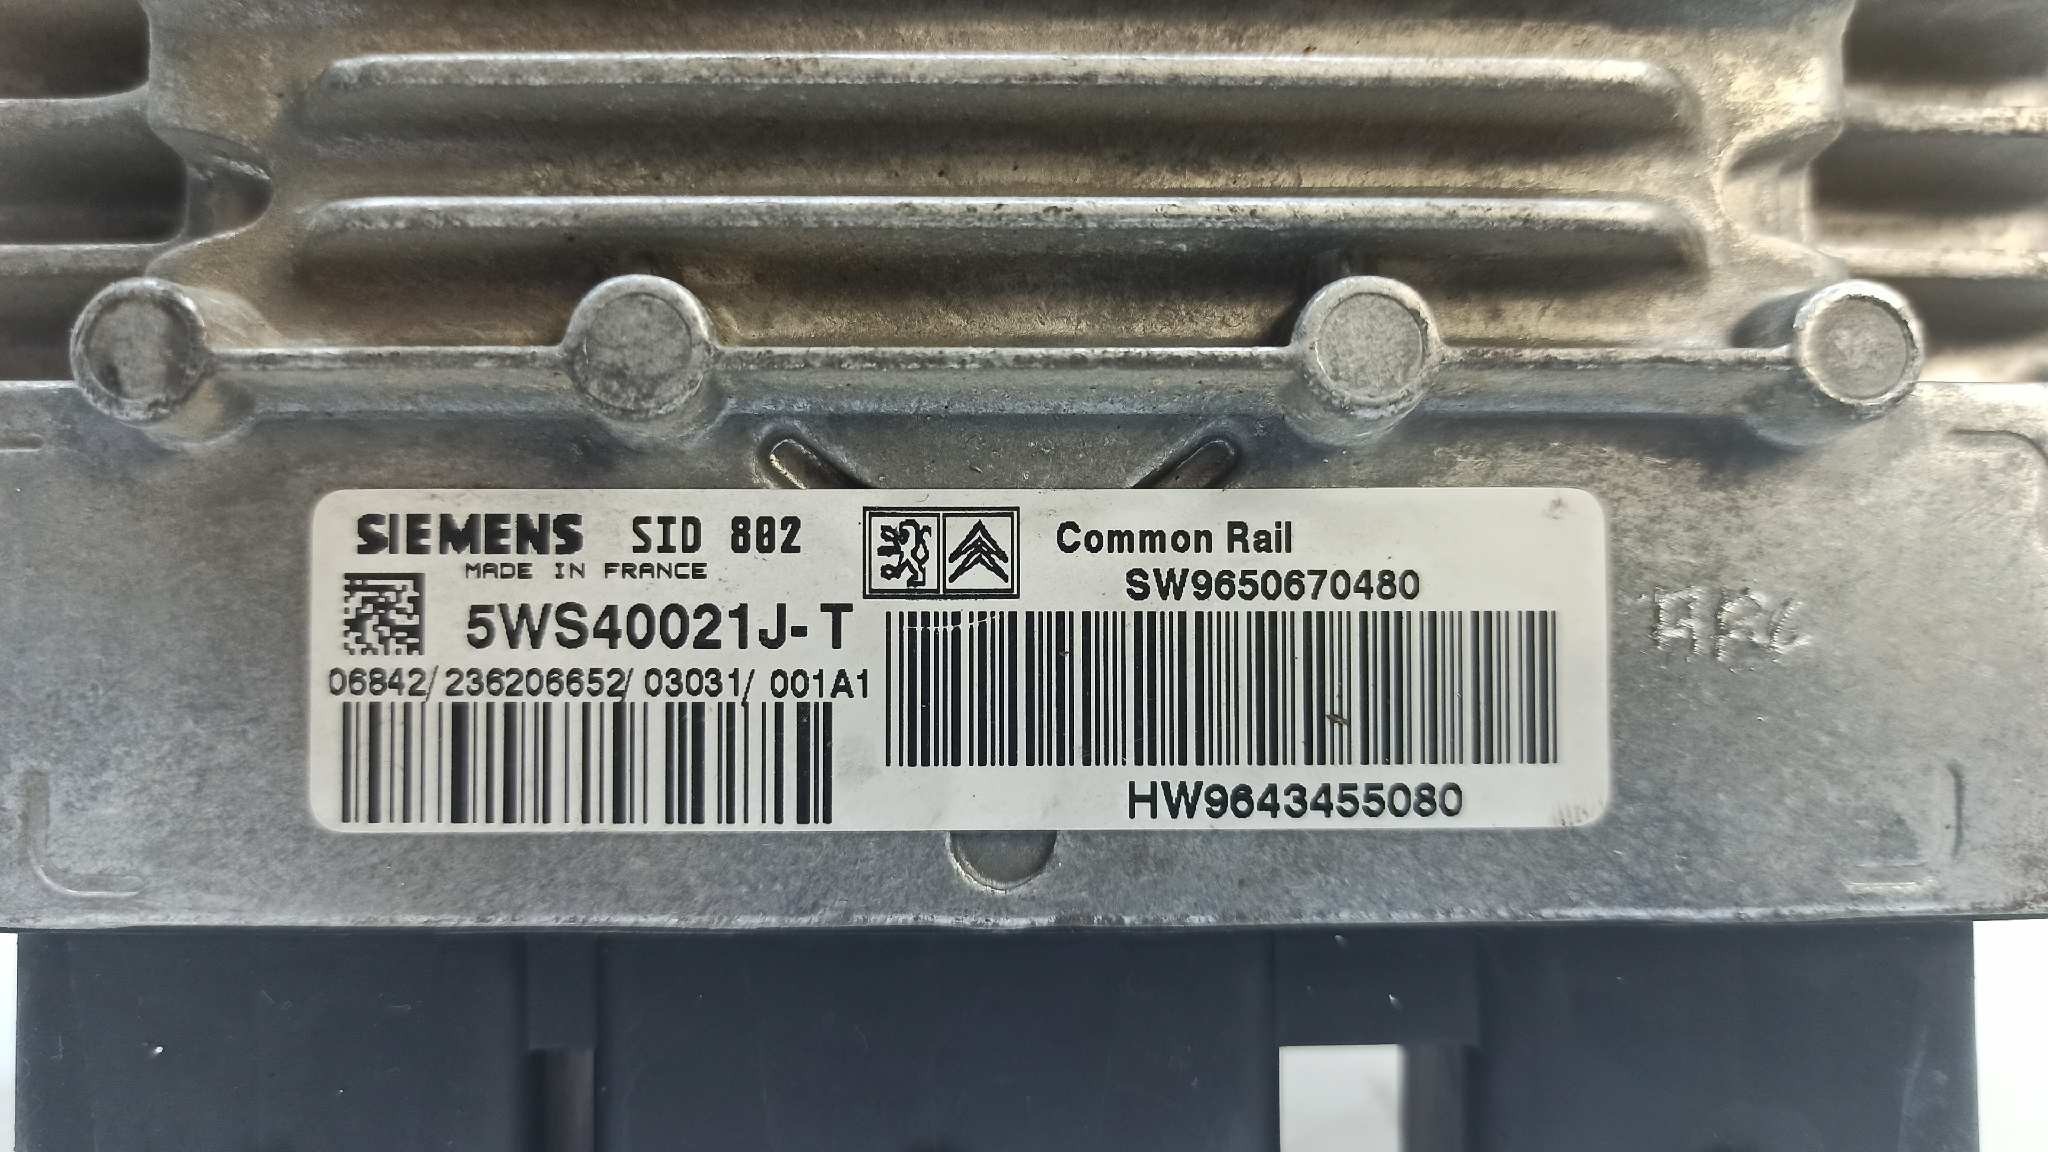 SIEMENS SID 802
MADE IN FRANCE
5WS40021J-T
06842/236206652/03031/001A1
Common Rail
SW9650670480
HW9643455080